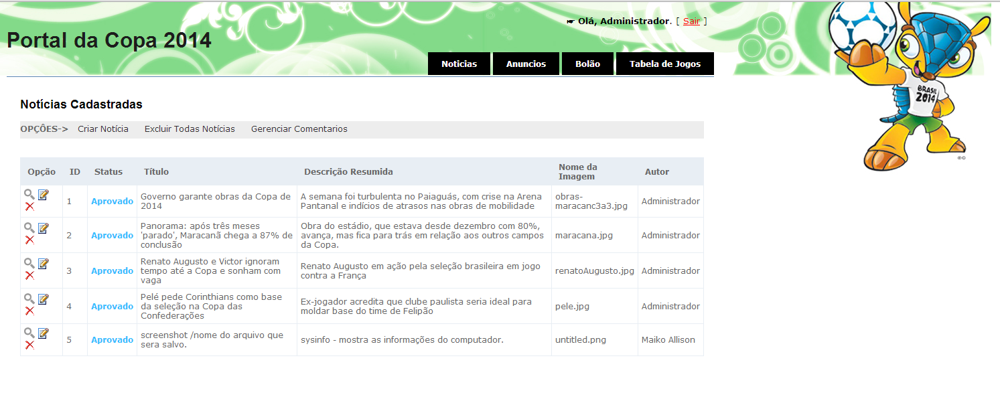 ☛ Olá, Administrador. [ Sair ]
Portal da Copa 2014
Noticias Anuncios Bolão Tabela de Jogos
BRASIL
2014
Notícias Cadastradas
OPÇÔES-> Criar Notícia Excluir Todas Notícias Gerenciar Comentarios
Opção ID Status Título Descrição Resumida Nome da
Imagem Autor
1 Aprovado Governo garante obras da Copa de
2014
A semana foi turbulenta no Paiaguás, com crise na Arena
Pantanal e indícios de atrasos nas obras de mobilidade
obras-
maracanc3a3.jpg
Administrador
2 Aprovado Panorama: após três meses
'parado', Maracanã chega a 87% de
conclusão
Obra do estádio, que estava desde dezembro com 80%,
avança, mas fica para trás em relação aos outros campos
da Copa.
maracana.jpg
Administrador
3 Aprovado Renato Augusto e Victor ignoram
tempo até a Copa e sonham com
vaga
Renato Augusto em ação pela seleção brasileira em jogo
contra a França
renatoAugusto.jpg
Administrador
4 Aprovado Pelé pede Corinthians como base
da seleção na Copa das
Confederações
Ex-jogador acredita que clube paulista seria ideal para
moldar base do time de Felipão
pele.jpg
Administrador
5 Aprovado screenshot /nome do arquivo que
sera salvo.
sysinfo - mostra as informações do computador.
untitled.png
Maiko Allison